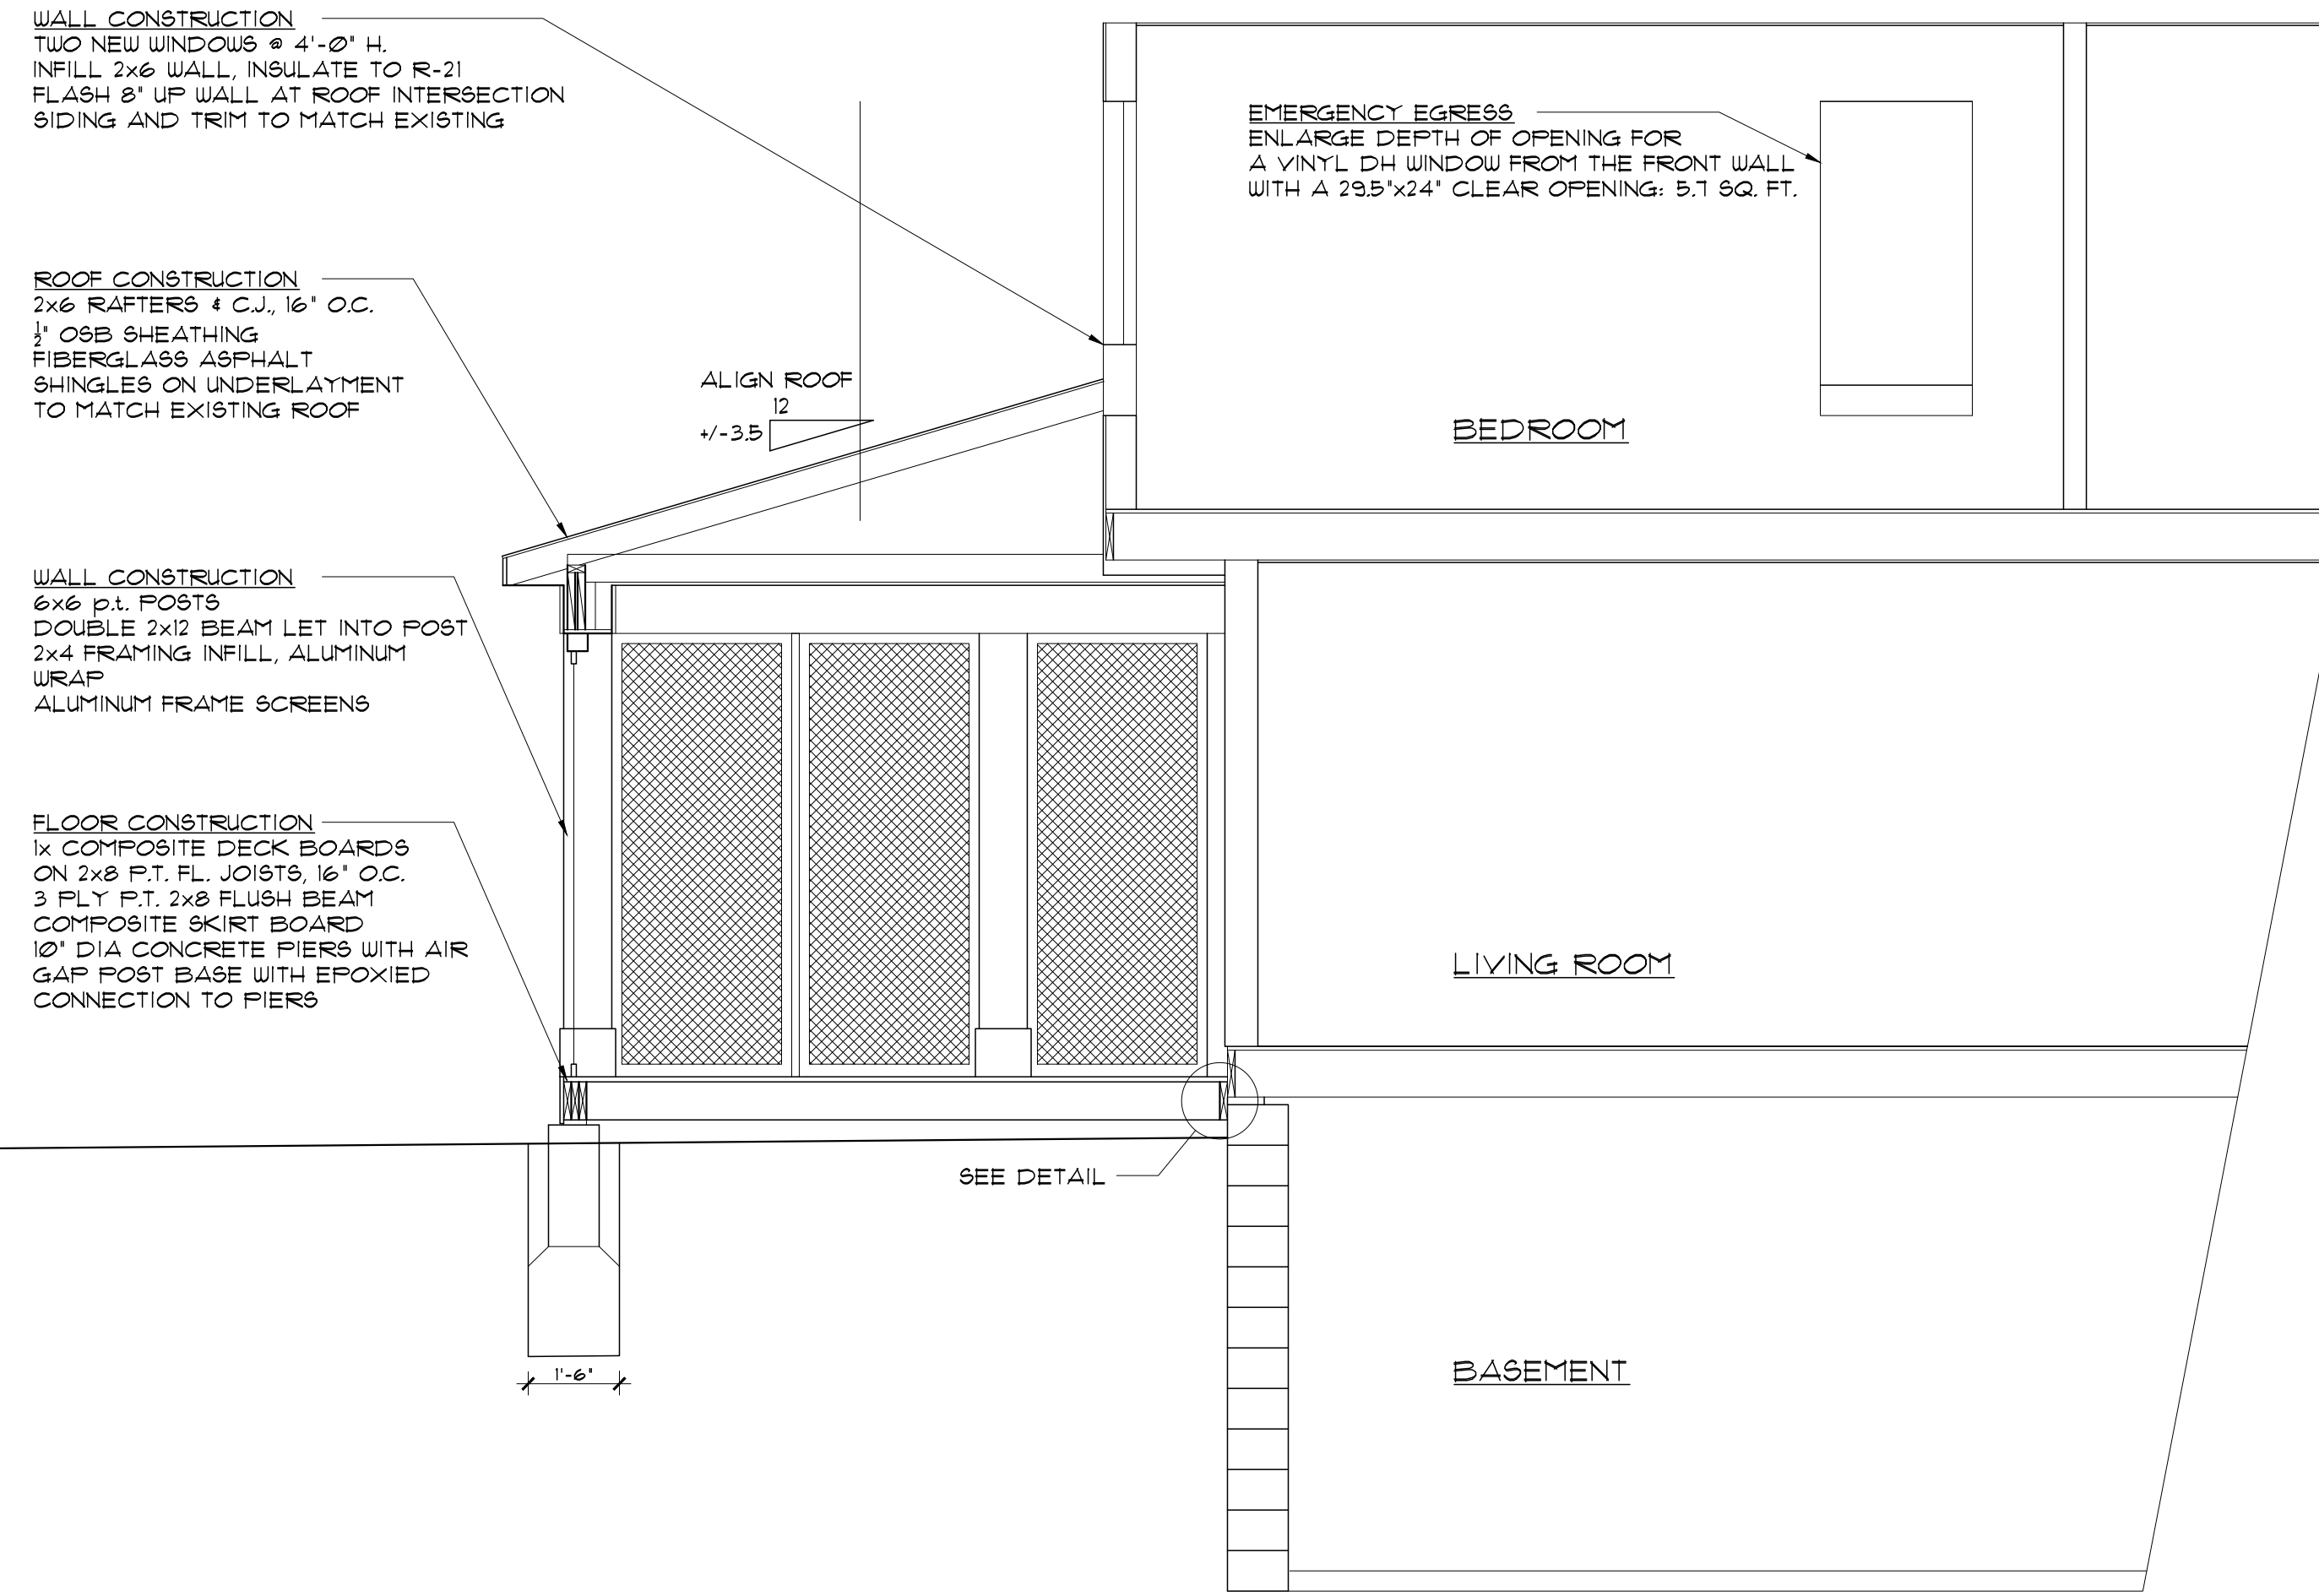 WALL CONSTRUCTION
TWO NEW WINDOWS @ 4'-0" H.
INFILL 2x6 WALL, INSULATE TO R-21
FLASH 8" UP WALL AT ROOF INTERSECTION
SIDING AND TRIM TO MATCH EXISTING
EMERGENCY EGRESS
ENLARGE DEPTH OF OPENING FOR
A VINYL DH WINDOW FROM THE FRONT WALL
WITH A 29.5"x24" CLEAR OPENING: 5.7 SQ. FT.
ROOF CONSTRUCTION
2x6 RAFTERS & C.J., 16" O.C.
1/2" OSB SHEATHING
FIBERGLASS ASPHALT
SHINGLES ON UNDERLAYMENT
TO MATCH EXISTING ROOF
ALIGN ROOF
12
+/-3.5
BEDROOM
WALL CONSTRUCTION
6x6 p.t. POSTS
DOUBLE 2x12 BEAM LET INTO POST
2x4 FRAMING INFILL, ALUMINUM
WRAP
ALUMINUM FRAME SCREENS
FLOOR CONSTRUCTION
1x COMPOSITE DECK BOARDS
ON 2x8 P.T. FL. JOISTS, 16" O.C.
3 PLY P.T. 2x8 FLUSH BEAM
COMPOSITE SKIRT BOARD
10" DIA CONCRETE PIERS WITH AIR
GAP POST BASE WITH EPOXIED
CONNECTION TO PIERS
LIVING ROOM
SEE DETAIL
1'-6"
BASEMENT